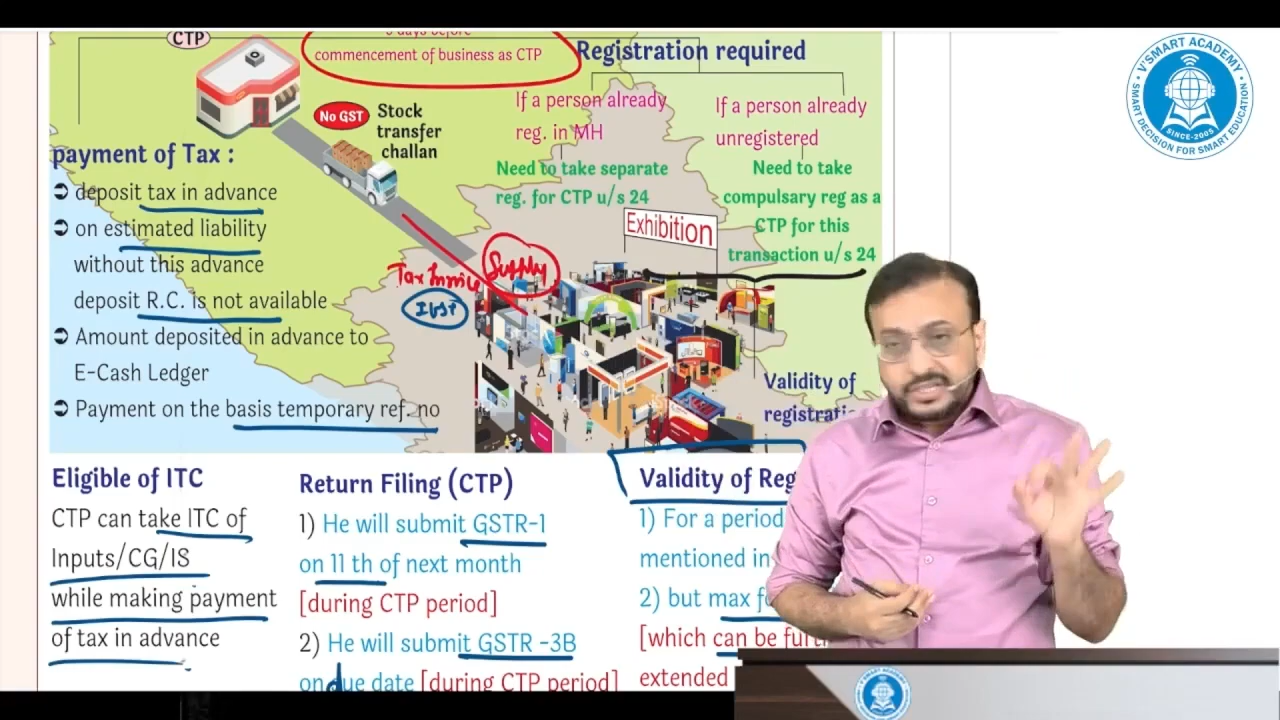 CTP
5 days before
commencement of business as CTP
Registration required
If a person already
reg. in MH
Need to take separate
reg. for CTP u/s 24
If a person already
unregistered
Need to take
compulsary reg as a
CTP for this
transaction u/s 24
No GST
Stock
transfer
challan
Exhibition
Tax Invoice
Supply
IGST
payment of Tax :
deposit tax in advance
on estimated liability
without this advance
deposit R.C. is not available
Amount deposited in advance to
E-Cash Ledger
Payment on the basis temporary ref. no
Validity of
Eligible of ITC
CTP can take ITC of
Inputs/CG/IS
while making payment
of tax in advance
Return Filing (CTP)
1) He will submit GSTR-1
on 11 th of next month
[during CTP period]
2) He will submit GSTR -3B
on due date [during CTP period]
Validity of Reg
1) For a period
mentioned in
2) but max
[which can be
extended
V'SMART ACADEMY
SMART DECISION FOR SMART EDUCATION
SINCE-2005